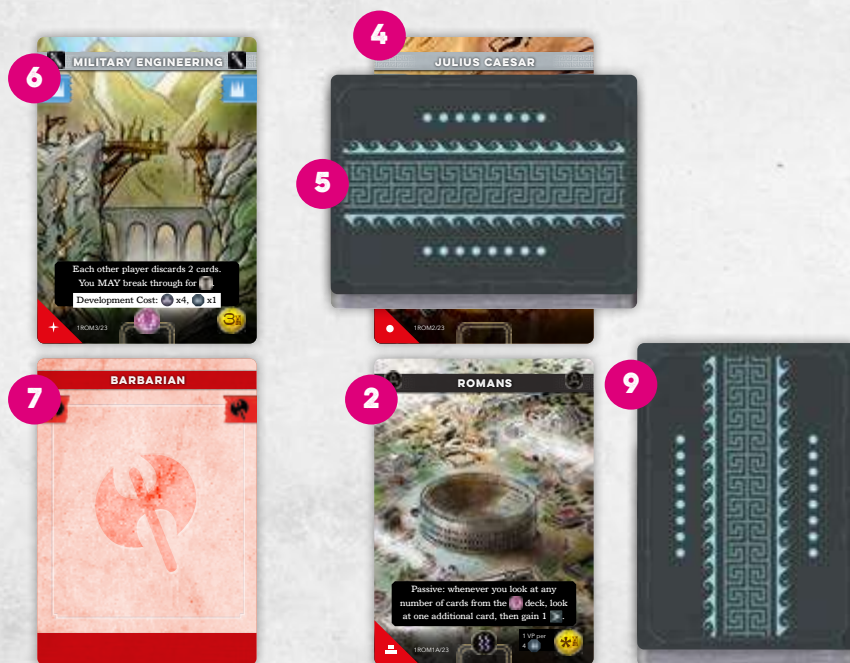 4
MILITARY ENGINEERING
JULIUS CAESAR
6
5
Each other player discards 2 cards.
You MAY break through for
Development Cost: x4, x1
1ROM3/23
3
1ROM2/23
BARBARIAN
ROMANS
7
2
9
Passive: whenever you look at any
number of cards from the deck, look
at one additional card, then gain 1 .
1ROM1A/23
1 VP per
4